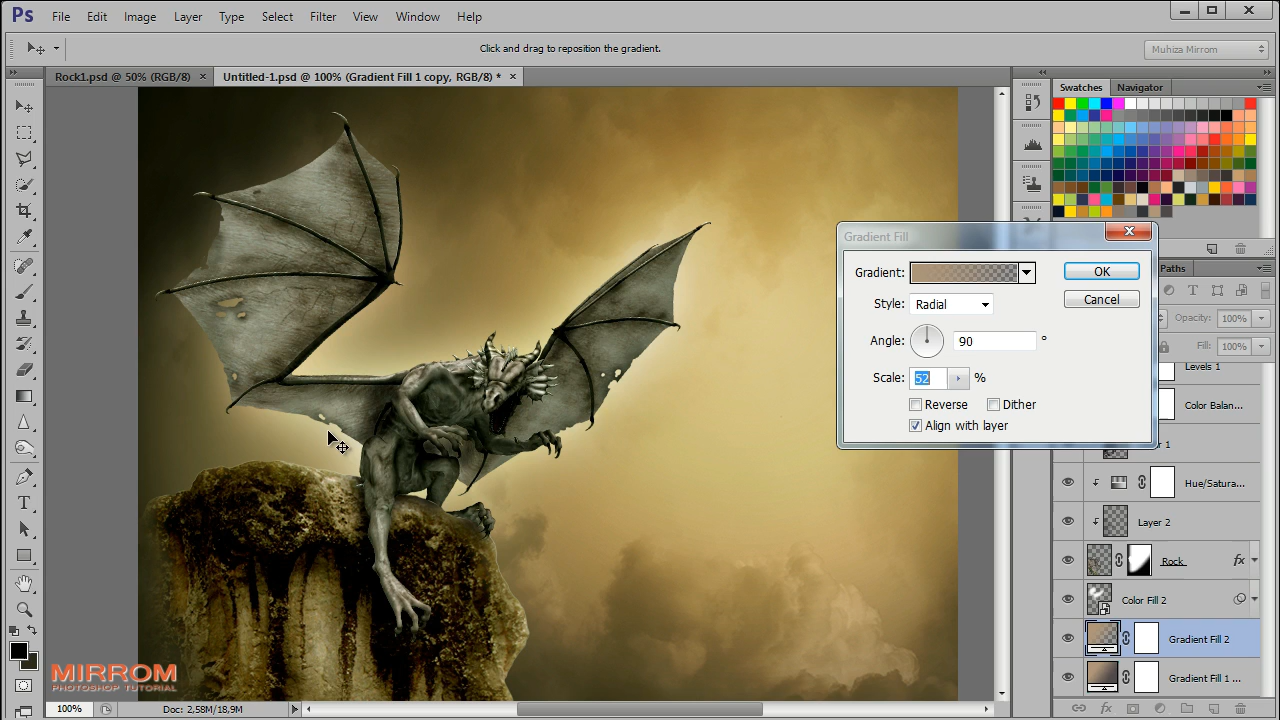 Ps File Edit Image Layer Type Select Filter View Window Help
Click and drag to reposition the gradient.
Muhiza Mirrom
Rock1.psd @ 50% (RGB/8) × Untitled-1.psd @ 100% (Gradient Fill 1 copy, RGB/8) * ×
Swatches Navigator
Gradient Fill
Gradient:
OK
Style: Radial
Cancel
Angle: 90 °
Scale: 52 %
Reverse Dither
Align with layer
Paths
Opacity: 100%
Fill: 100%
Levels 1
Color Balan...
Hue/Satura...
Layer 2
Rock fx
Color Fill 2
Gradient Fill 2
Gradient Fill 1 ...
MIRROM
PHOTOSHOP TUTORIAL
100% Doc: 2,58M/18,9M